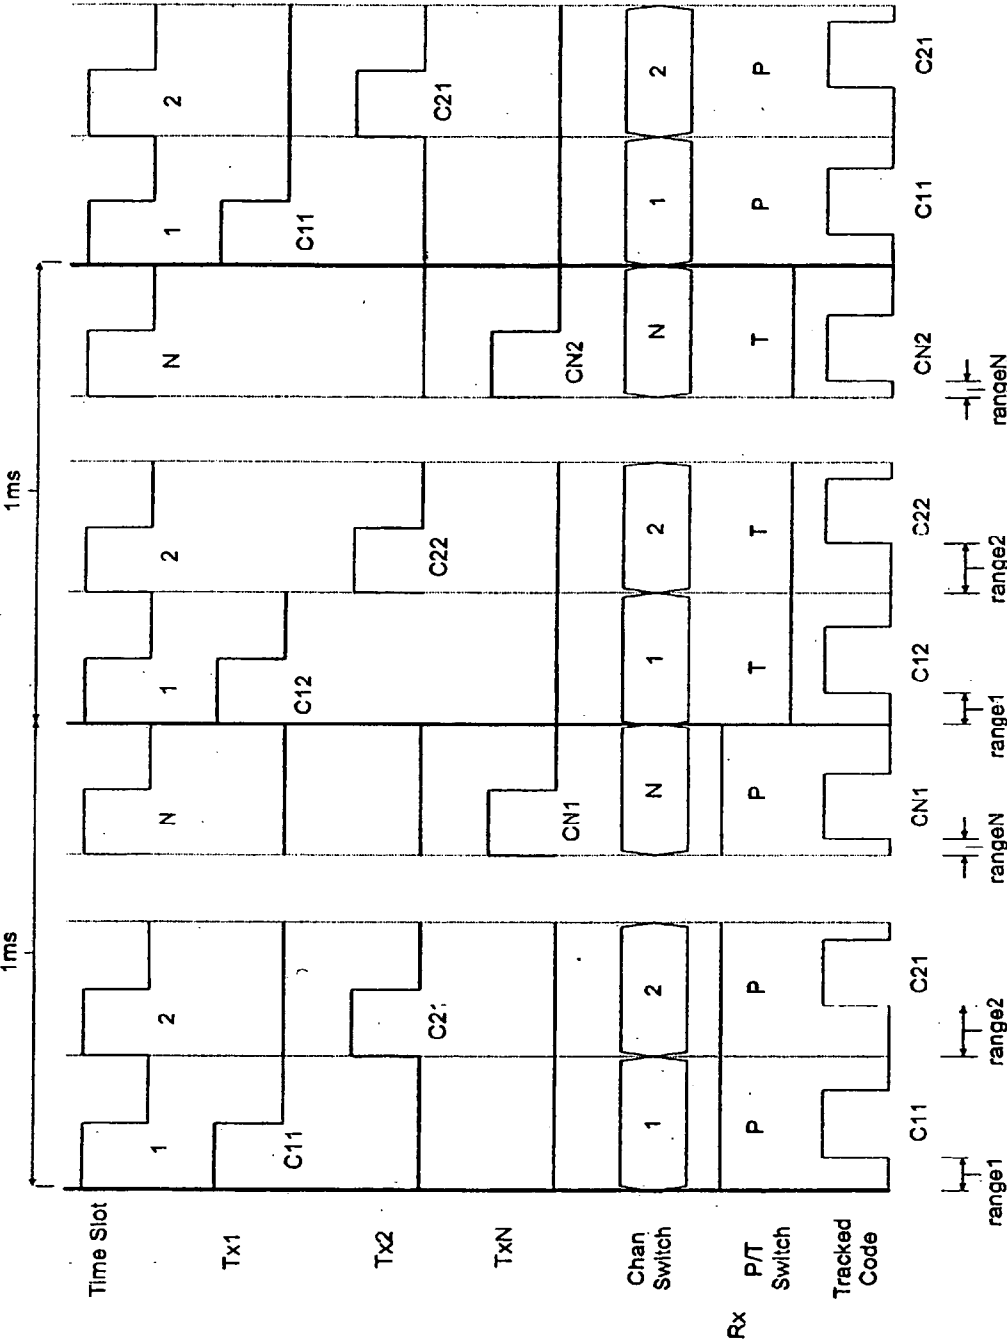 1ms 1ms
Time Slot 1 2 N 1 2 N 1 2
Tx1 C11 C12 C11
Tx2 C21 C22 C21
TxN CN1 CN2
Chan
Switch 1 2 N 1 2 N 1 2
Rx
P/T
Switch P P P T T T P P
Tracked
Code
C11 C21 CN1 C12 C22 CN2 C11 C21
range1 range2 rangeN range1 range2 rangeN